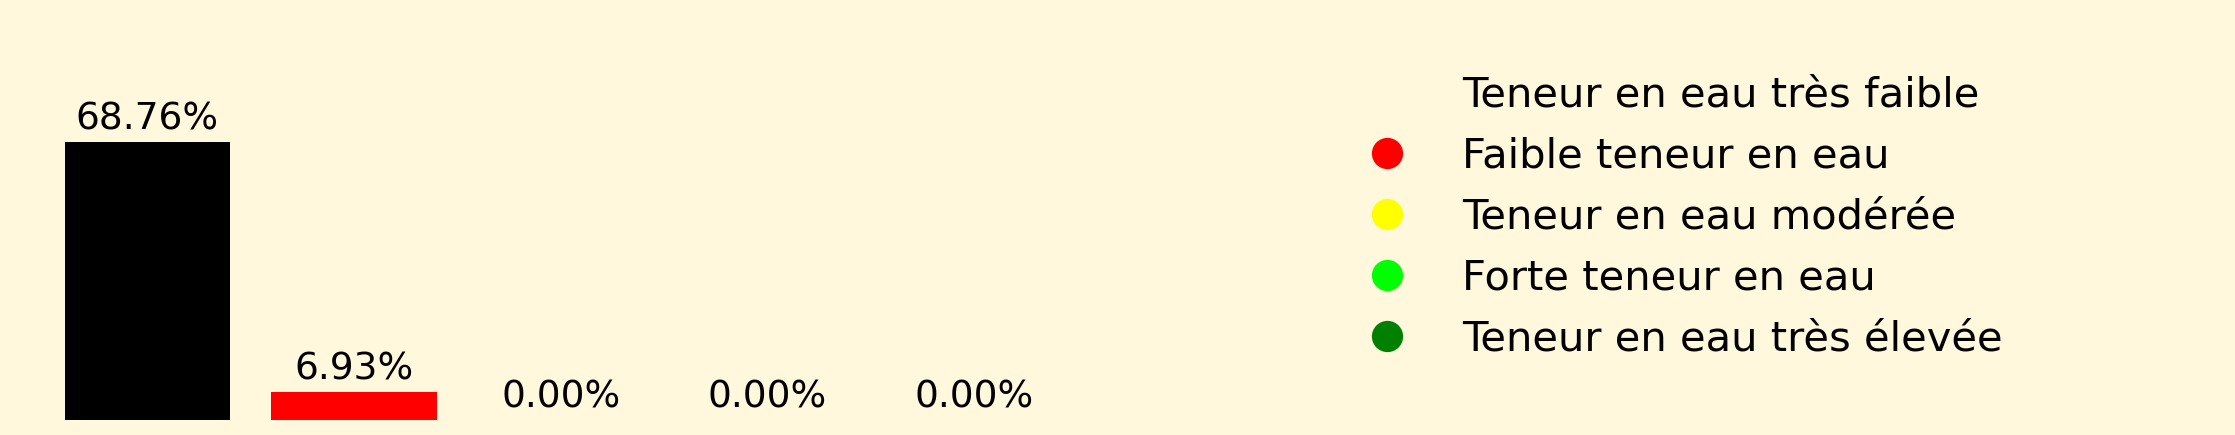 68.76%
6.93%
0.00%
0.00%
0.00%
Teneur en eau très faible
Faible teneur en eau
Teneur en eau modérée
Forte teneur en eau
Teneur en eau très élevée